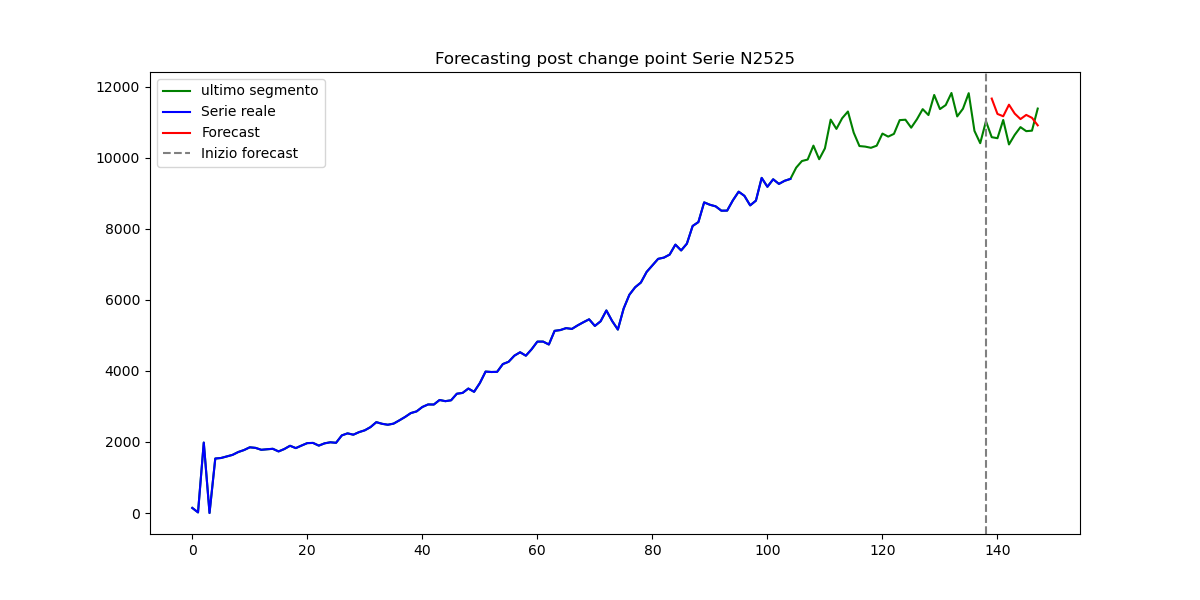 Forecasting post change point Serie N2525
ultimo segmento
Serie reale
Forecast
Inizio forecast
12000
10000
8000
6000
4000
2000
0
0 20 40 60 80 100 120 140